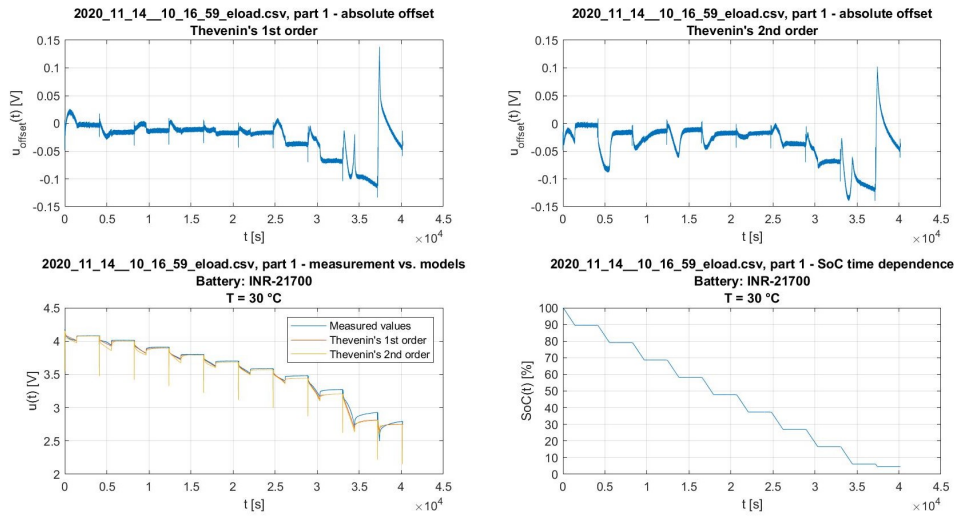 2020_11_14__10_16_59_eload.csv, part 1 - absolute offset
Thevenin's 1st order
0.15
0.1
0.05
0
-0.05
-0.1
-0.15
u_offset(t) [V]
0 0.5 1 1.5 2 2.5 3 3.5 4 4.5
t [s]
×10^4
2020_11_14__10_16_59_eload.csv, part 1 - absolute offset
Thevenin's 2nd order
0.15
0.1
0.05
0
-0.05
-0.1
-0.15
u_offset(t) [V]
0 0.5 1 1.5 2 2.5 3 3.5 4 4.5
t [s]
×10^4
2020_11_14__10_16_59_eload.csv, part 1 - measurement vs. models
Battery: INR-21700
T = 30 °C
4.5
4
3.5
3
2.5
2
u(t) [V]
Measured values
Thevenin's 1st order
Thevenin's 2nd order
0 0.5 1 1.5 2 2.5 3 3.5 4 4.5
t [s]
×10^4
2020_11_14__10_16_59_eload.csv, part 1 - SoC time dependence
Battery: INR-21700
T = 30 °C
100
90
80
70
60
50
40
30
20
10
0
SoC(t) [%]
0 0.5 1 1.5 2 2.5 3 3.5 4 4.5
t [s]
×10^4